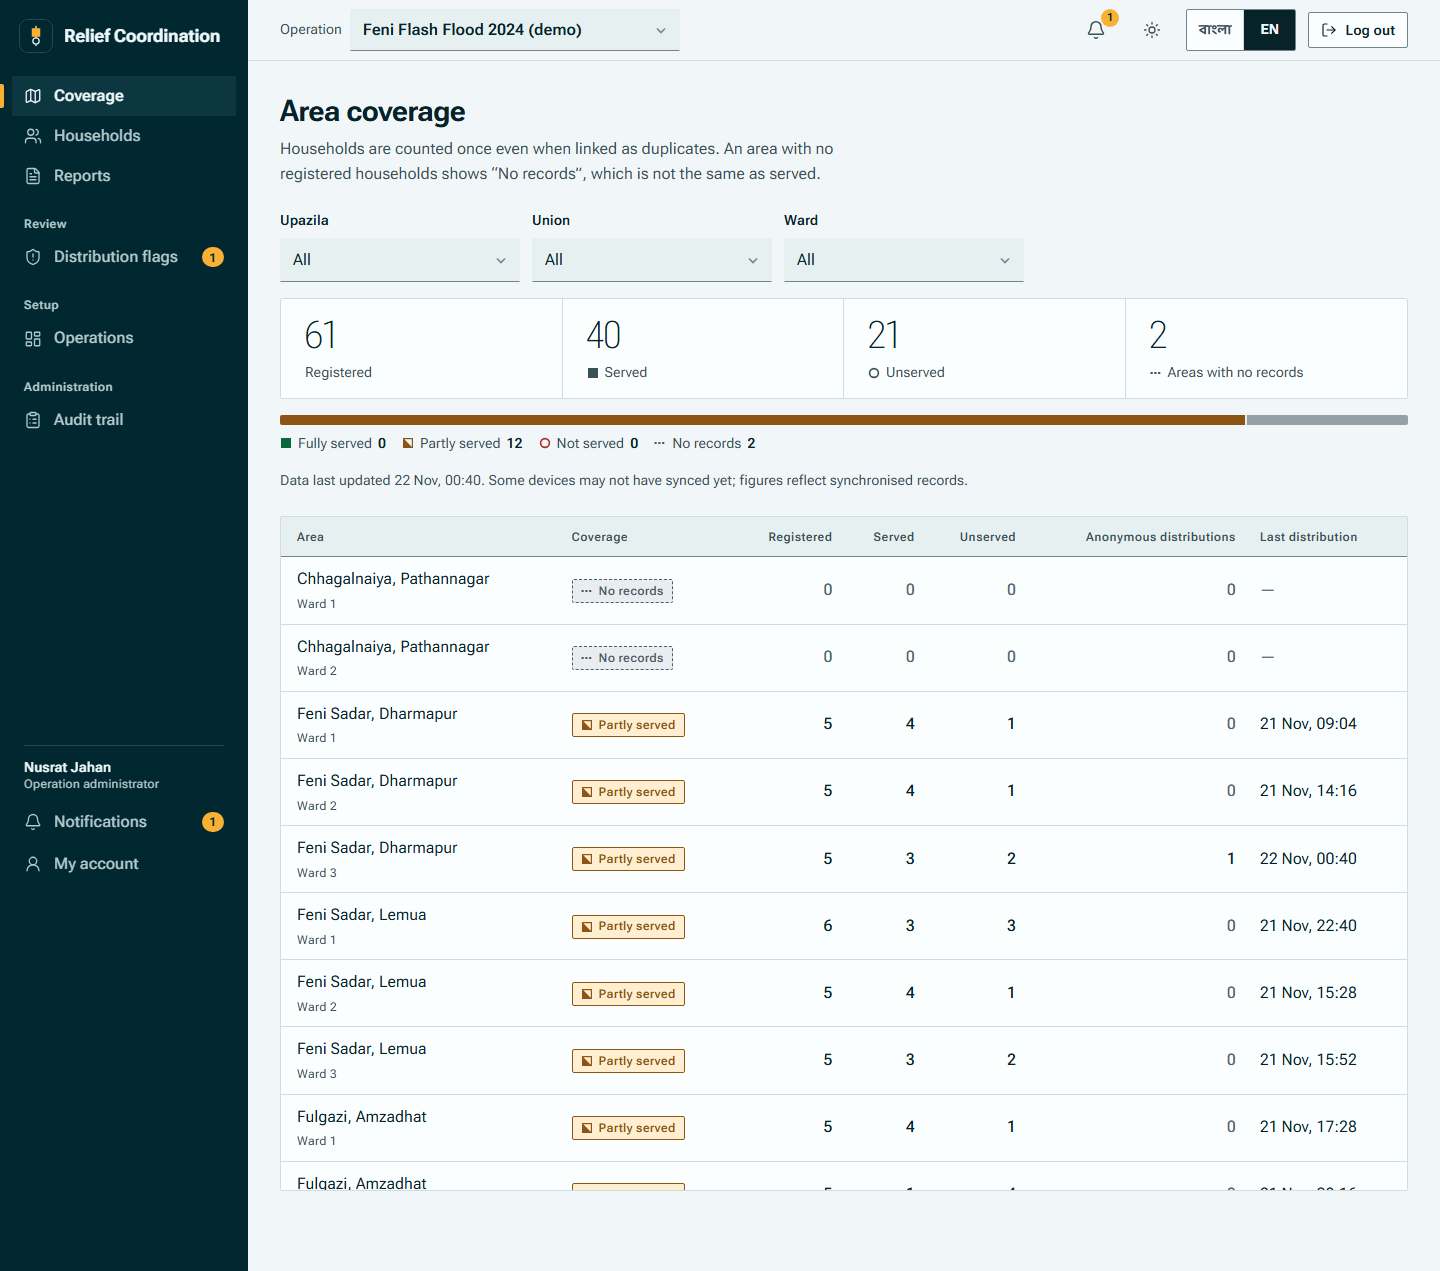 Relief Coordination
Operation
Feni Flash Flood 2024 (demo)
1
বাংলা
EN
Log out
Coverage
Households
Reports
Review
Distribution flags 1
Setup
Operations
Administration
Audit trail
Nusrat Jahan
Operation administrator
Notifications 1
My account
Area coverage
Households are counted once even when linked as duplicates. An area with no
registered households shows “No records”, which is not the same as served.
Upazila Union Ward
All All All
61 40 21 2
Registered Served Unserved Areas with no records
Fully served 0 Partly served 12 Not served 0 No records 2
Data last updated 22 Nov, 00:40. Some devices may not have synced yet; figures reflect synchronised records.
Area Coverage Registered Served Unserved Anonymous distributions Last distribution
Chhagalnaiya, Pathannagar
Ward 1
No records 0 0 0 0 —
Chhagalnaiya, Pathannagar
Ward 2
No records 0 0 0 0 —
Feni Sadar, Dharmapur
Ward 1
Partly served 5 4 1 0 21 Nov, 09:04
Feni Sadar, Dharmapur
Ward 2
Partly served 5 4 1 0 21 Nov, 14:16
Feni Sadar, Dharmapur
Ward 3
Partly served 5 3 2 1 22 Nov, 00:40
Feni Sadar, Lemua
Ward 1
Partly served 6 3 3 0 21 Nov, 22:40
Feni Sadar, Lemua
Ward 2
Partly served 5 4 1 0 21 Nov, 15:28
Feni Sadar, Lemua
Ward 3
Partly served 5 3 2 0 21 Nov, 15:52
Fulgazi, Amzadhat
Ward 1
Partly served 5 4 1 0 21 Nov, 17:28
Fulgazi, Amzadhat